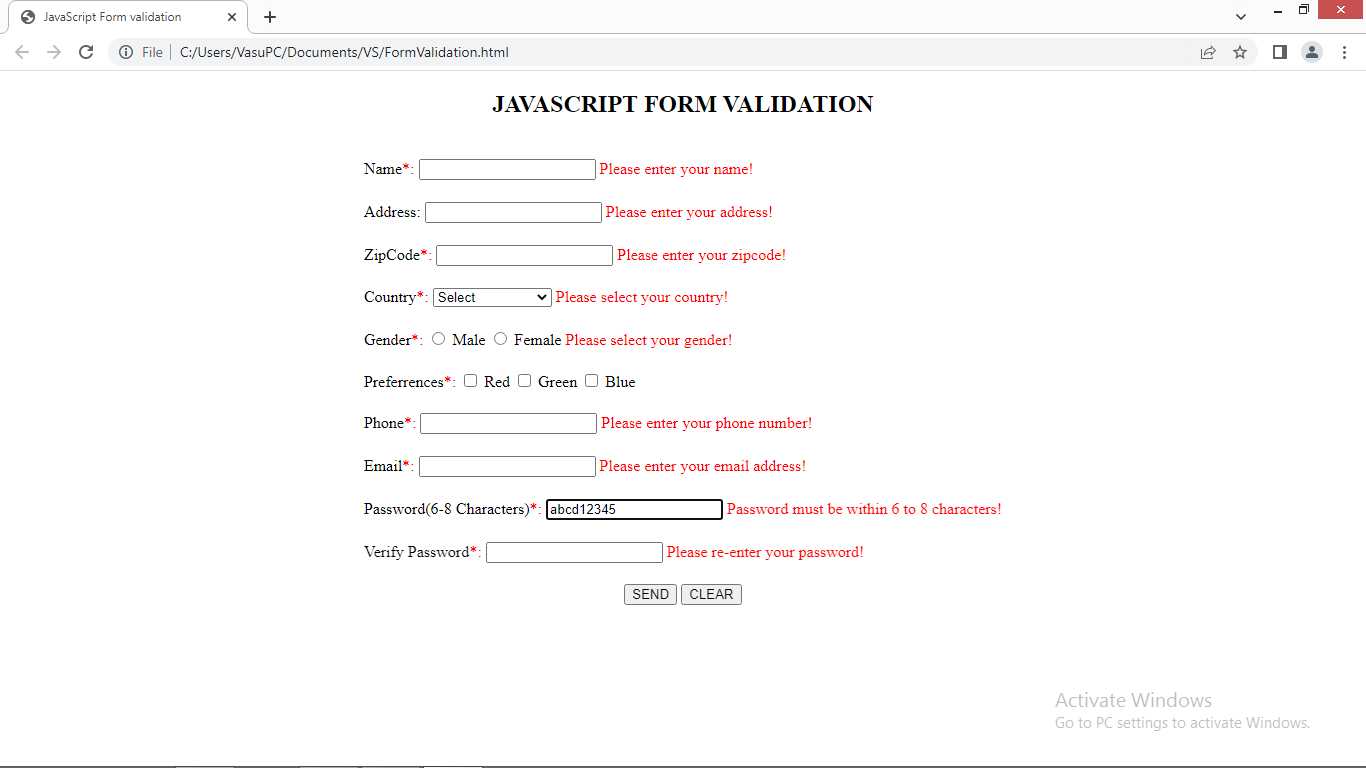 JavaScript Form validation
File C:/Users/VasuPC/Documents/VS/FormValidation.html
JAVASCRIPT FORM VALIDATION
Name*: Please enter your name!
Address: Please enter your address!
ZipCode*: Please enter your zipcode!
Country*: Select Please select your country!
Gender*: Male Female Please select your gender!
Preferrences*: Red Green Blue
Phone*: Please enter your phone number!
Email*: Please enter your email address!
Password(6-8 Characters)*: abcd12345 Password must be within 6 to 8 characters!
Verify Password*: Please re-enter your password!
SEND CLEAR
Activate Windows
Go to PC settings to activate Windows.